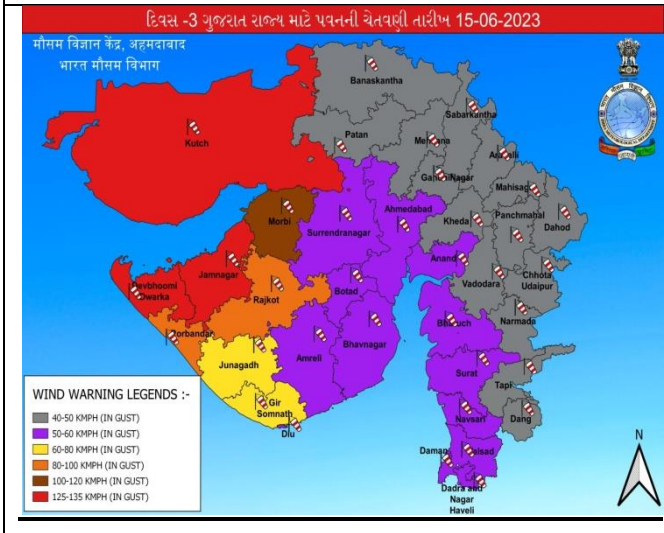 દિવસ -3 ગુજરાત રાજ્ય માટે પવનની ચેતવણી તારીખ 15-06-2023
मौसम विज्ञान केंद्र, अहमदाबाद
भारत मौसम विभाग
Banaskantha
Sabarkantha
Patan
Kutch
Mahisagar
Morbi
Ahmedabad
Surrendranagar
Kheda
Panchmahal
Dahod
Anand
Jamnagar
Devbhoomi
Dwarka
Rajkot
Botad
Vadodara
Chhota
Udaipur
Porbandar
Narmada
Bharuch
Junagadh
Amreli
Bhavnagar
Surat
Tapi
Gir
Somnath
Diu
Navsari
Dang
Daman
Valsad
Dadra and
Nagar
Haveli
WIND WARNING LEGENDS :-
40-50 KMPH (IN GUST)
50-60 KMPH (IN GUST)
60-80 KMPH (IN GUST)
80-100 KMPH (IN GUST)
100-120 KMPH (IN GUST)
125-135 KMPH (IN GUST)
N